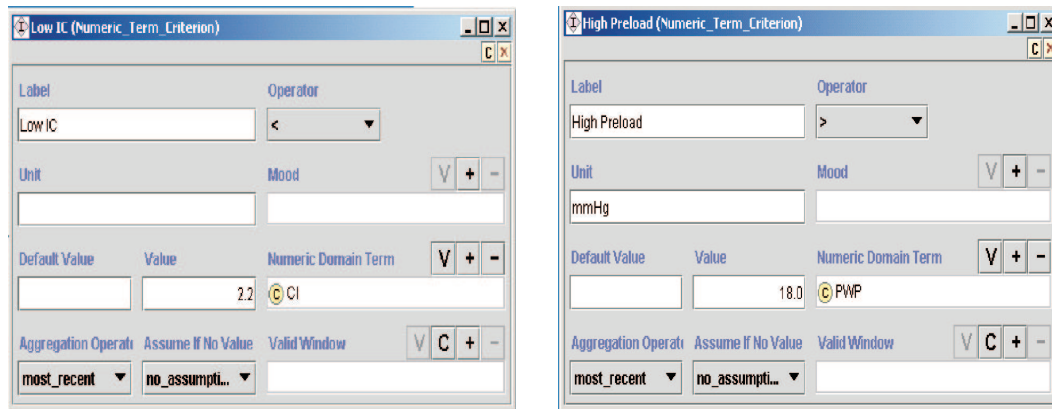 Low IC (Numeric_Term_Criterion)
C
Label Operator
Low IC <
Unit Mood V + -
Default Value Value Numeric Domain Term V + -
2.2 C CI
Aggregation Operati Assume If No Value Valid Window V C + -
most_recent no_assumpti...
High Preload (Numeric_Term_Criterion)
C
Label Operator
High Preload >
Unit Mood V + -
mmHg
Default Value Value Numeric Domain Term V + -
18.0 C PWP
Aggregation Operati Assume If No Value Valid Window V C + -
most_recent no_assumpti...